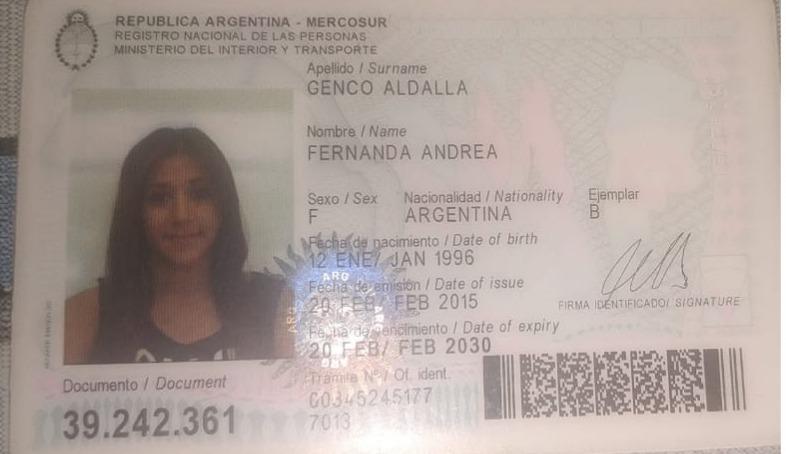 REPUBLICA ARGENTINA - MERCOSUR
REGISTRO NACIONAL DE LAS PERSONAS
MINISTERIO DEL INTERIOR Y TRANSPORTE
Apellido / Surname
GENCO ALDALLA
Nombre / Name
FERNANDA ANDREA
Sexo / Sex Nacionalidad / Nationality Ejemplar
F ARGENTINA B
Fecha de nacimiento / Date of birth
12 ENE/ JAN 1996
Fecha de emisión / Date of issue
20 FEB/ FEB 2015
FIRMA IDENTIFICADO/ SIGNATURE
Fecha de vencimiento / Date of expiry
20 FEB/ FEB 2030
Trámite Nº / Of. ident.
00345245177
7013
Documento / Document
39.242.361
ARG
ARG